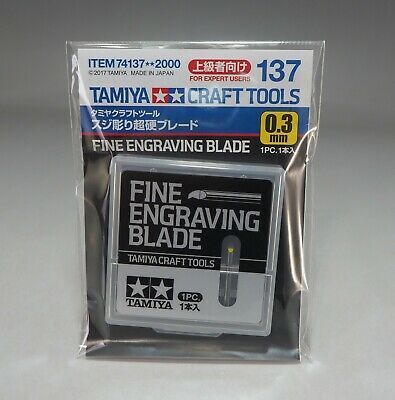 ITEM 74137★★2000
©2017 TAMIYA MADE IN JAPAN
上級者向け
FOR EXPERT USERS
137
TAMIYA ★★ CRAFT TOOLS
タミヤクラフトツール
スジ彫り超硬ブレード
0.3
mm
FINE ENGRAVING BLADE
1PC. 1本入
FINE
ENGRAVING
BLADE
TAMIYA CRAFT TOOLS
★★
TAMIYA
1PC.
1本入